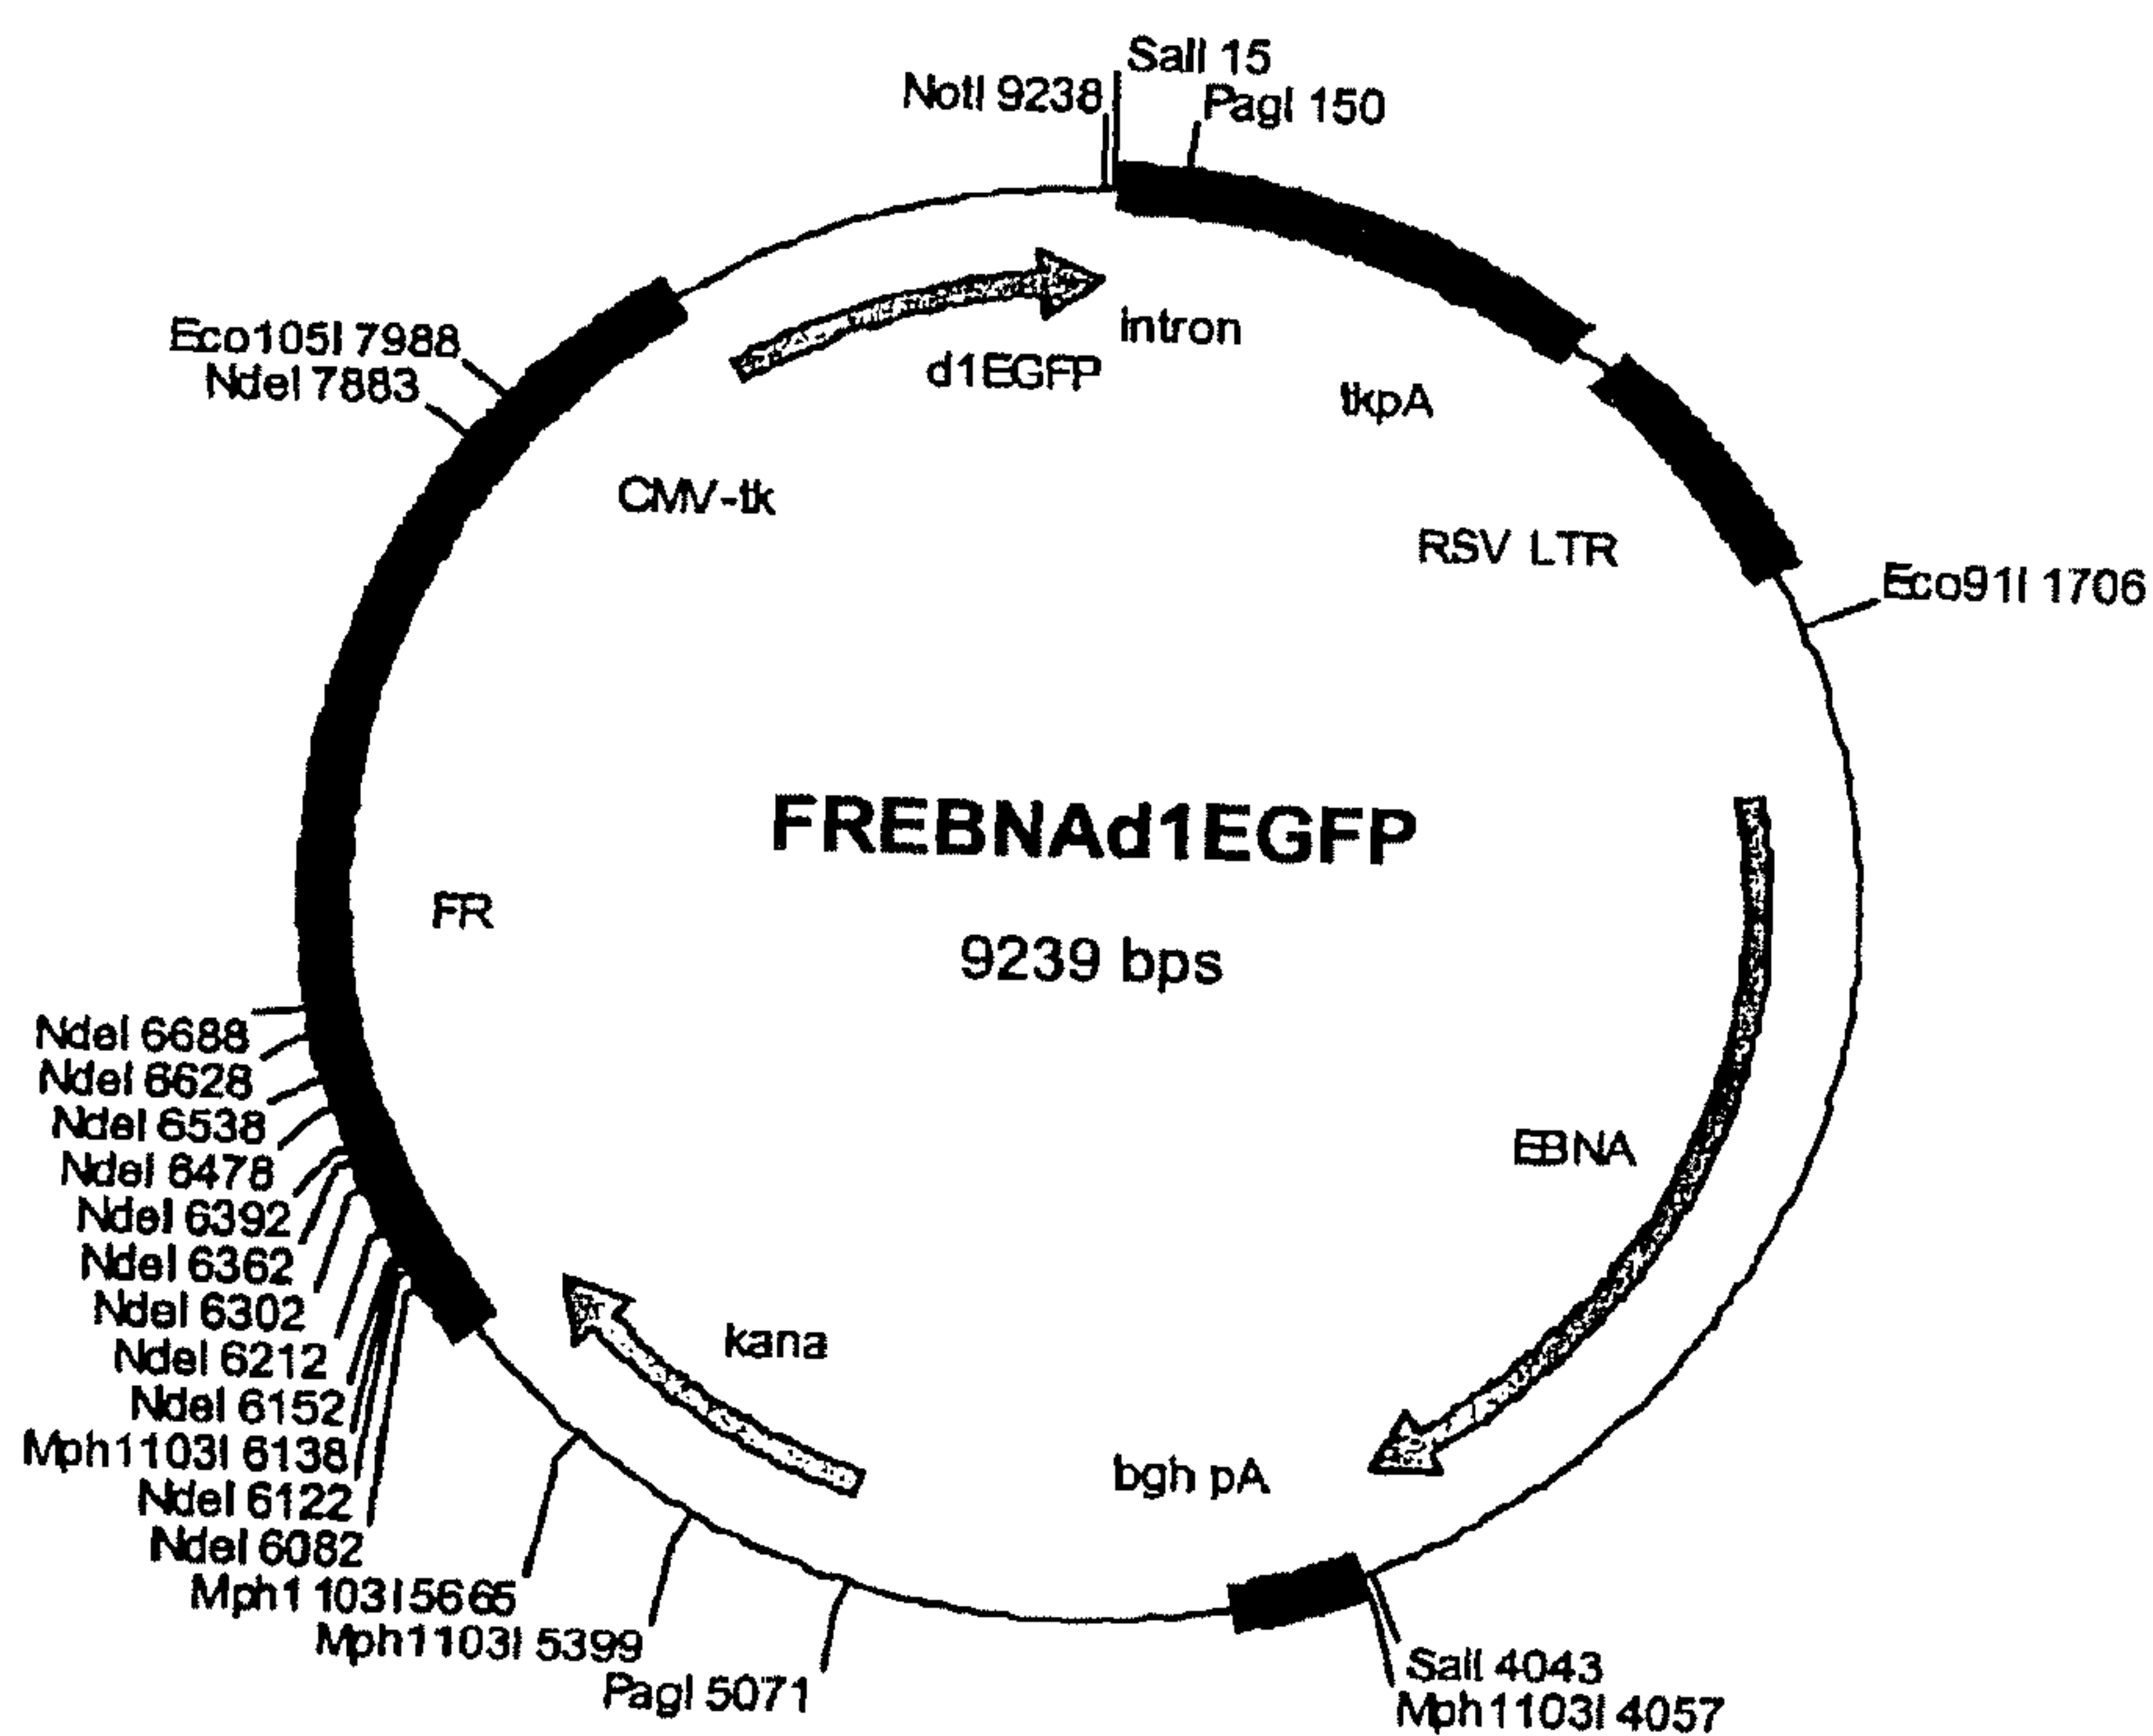 SalI 15
NotI 9238
PagI 150
intron
d1EGFP
tkpA
Eco105I 7988
NdeI 7883
CMV-tk
RSV LTR
Eco91I 1706
FREBNAd1EGFP
9239 bps
FR
EBNA
NdeI 6688
NdeI 6628
NdeI 6538
NdeI 6478
NdeI 6392
NdeI 6362
NdeI 6302
NdeI 6212
NdeI 6152
Mph1103I 6138
NdeI 6122
NdeI 6082
Mph1103I 5665
Mph1103I 5399
PagI 5071
kana
bgh pA
SalI 4043
Mph1103I 4057